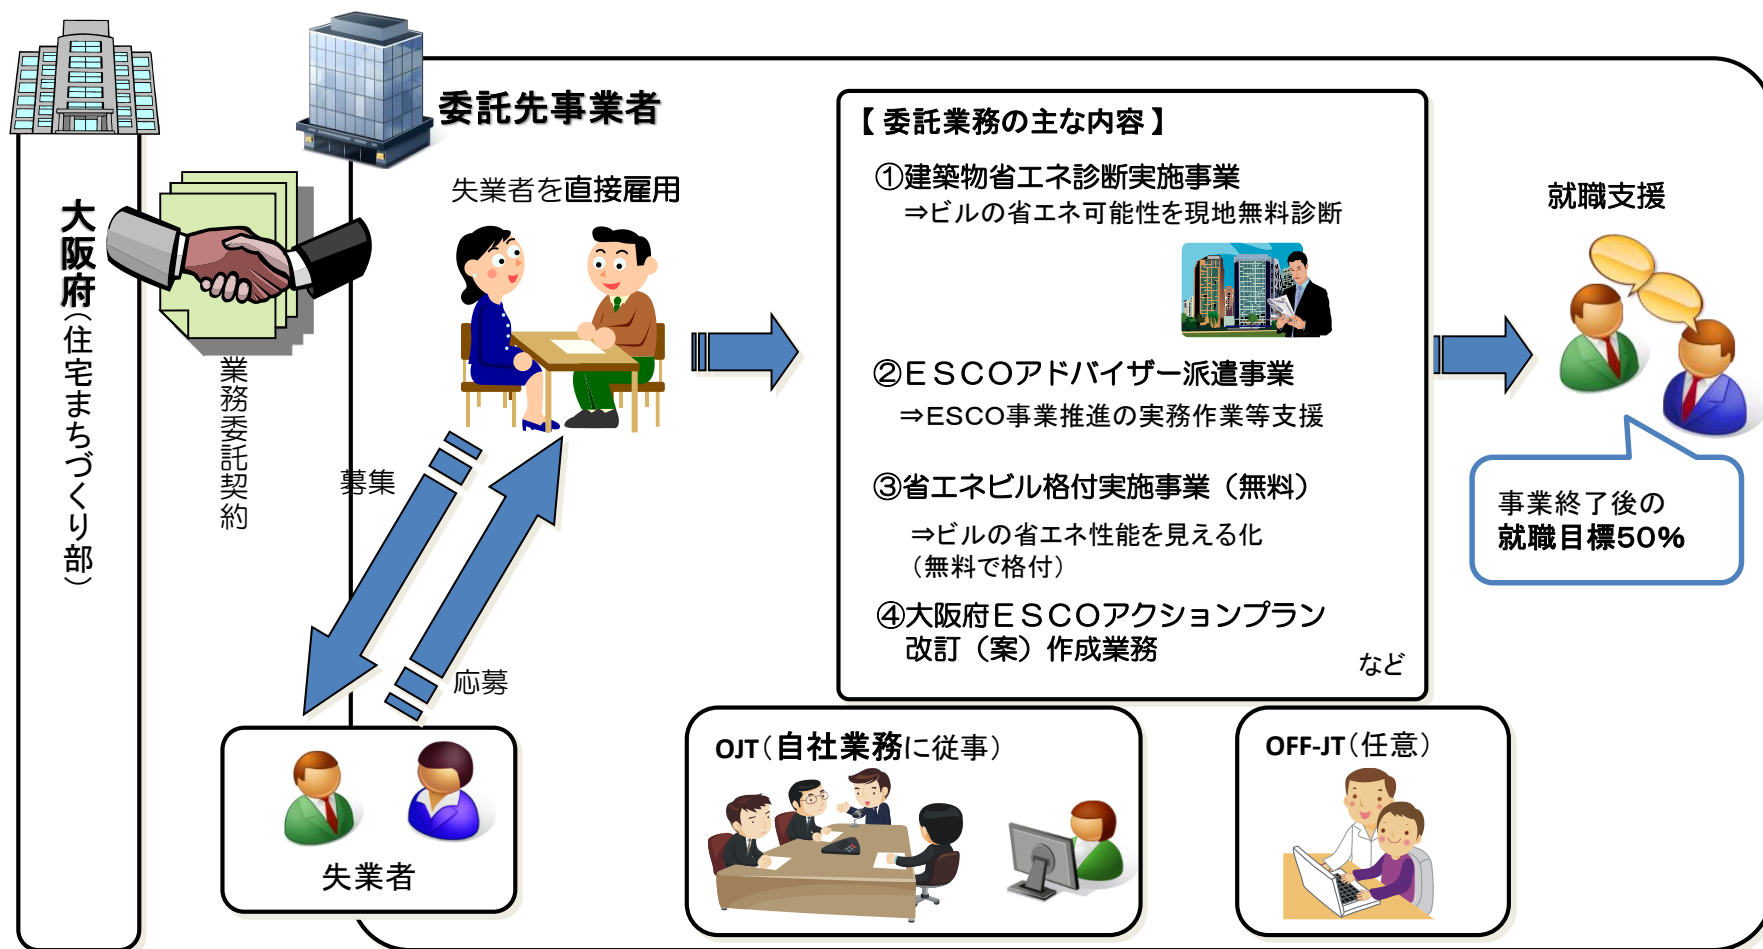 大阪府（住宅まちづくり部）
業務委託契約
委託先事業者
失業者を直接雇用
募集
応募
失業者
【 委託業務の主な内容 】
①建築物省エネ診断実施事業
⇒ビルの省エネ可能性を現地無料診断
②ＥＳＣＯアドバイザー派遣事業
⇒ESCO事業推進の実務作業等支援
③省エネビル格付実施事業（無料）
⇒ビルの省エネ性能を見える化
（無料で格付）
④大阪府ＥＳＣＯアクションプラン
改訂（案）作成業務
など
OJT（自社業務に従事）
OFF-JT（任意）
就職支援
事業終了後の
就職目標50%